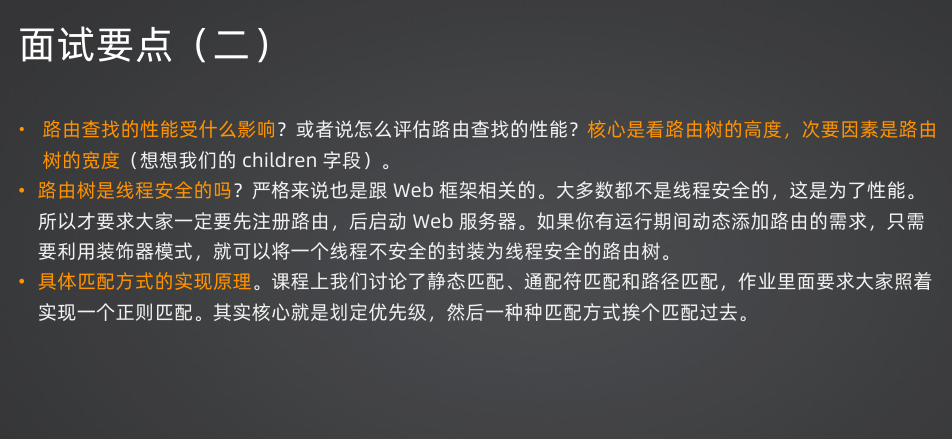 面试要点（二）
• 路由查找的性能受什么影响？或者说怎么评估路由查找的性能？核心是看路由树的高度，次要因素是路由
树的宽度（想想我们的 children 字段）。
• 路由树是线程安全的吗？严格来说也是跟 Web 框架相关的。大多数都不是线程安全的，这是为了性能。
所以才要求大家一定要先注册路由，后启动 Web 服务器。如果你有运行期间动态添加路由的需求，只需
要利用装饰器模式，就可以将一个线程不安全的封装为线程安全的路由树。
• 具体匹配方式的实现原理。课程上我们讨论了静态匹配、通配符匹配和路径匹配，作业里面要求大家照着
实现一个正则匹配。其实核心就是划定优先级，然后一种种匹配方式挨个匹配过去。